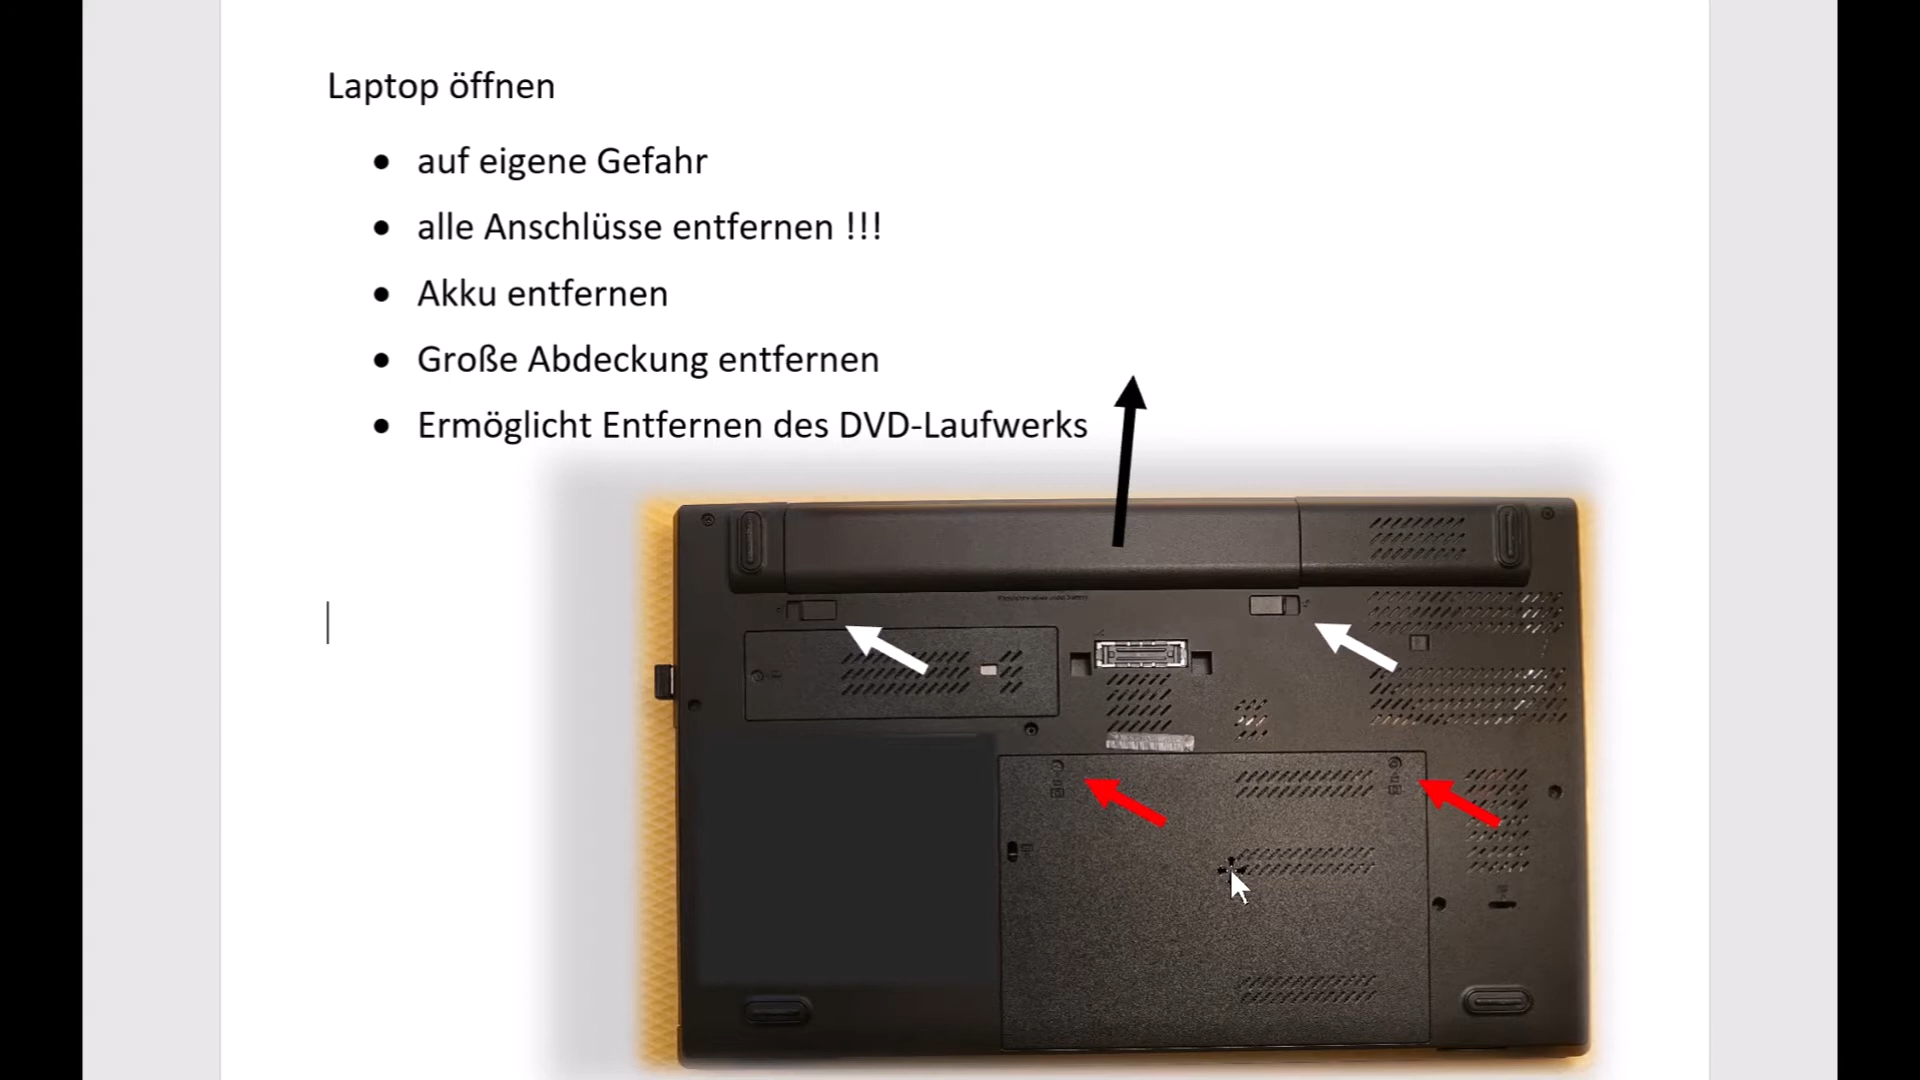 Laptop öffnen
auf eigene Gefahr
alle Anschlüsse entfernen !!!
Akku entfernen
Große Abdeckung entfernen
Ermöglicht Entfernen des DVD-Laufwerks